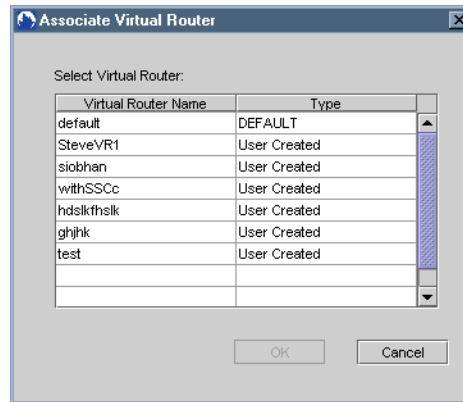 Associate Virtual Router
Select Virtual Router:
Virtual Router Name Type
default DEFAULT
SteveVR1 User Created
siobhan User Created
withSSCc User Created
hdslkfhslk User Created
ghjhk User Created
test User Created
OK Cancel